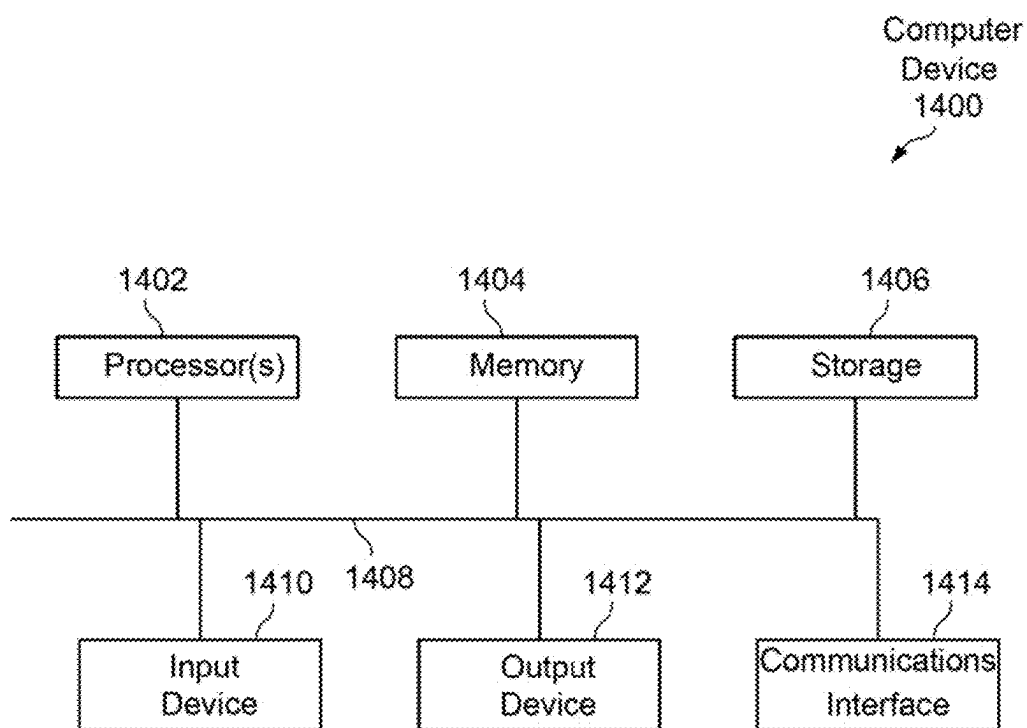 Computer
Device
1400
1402
1404
1406
Processor(s)
Memory
Storage
1408
1410
1412
1414
Input
Device
Output
Device
Communications
Interface